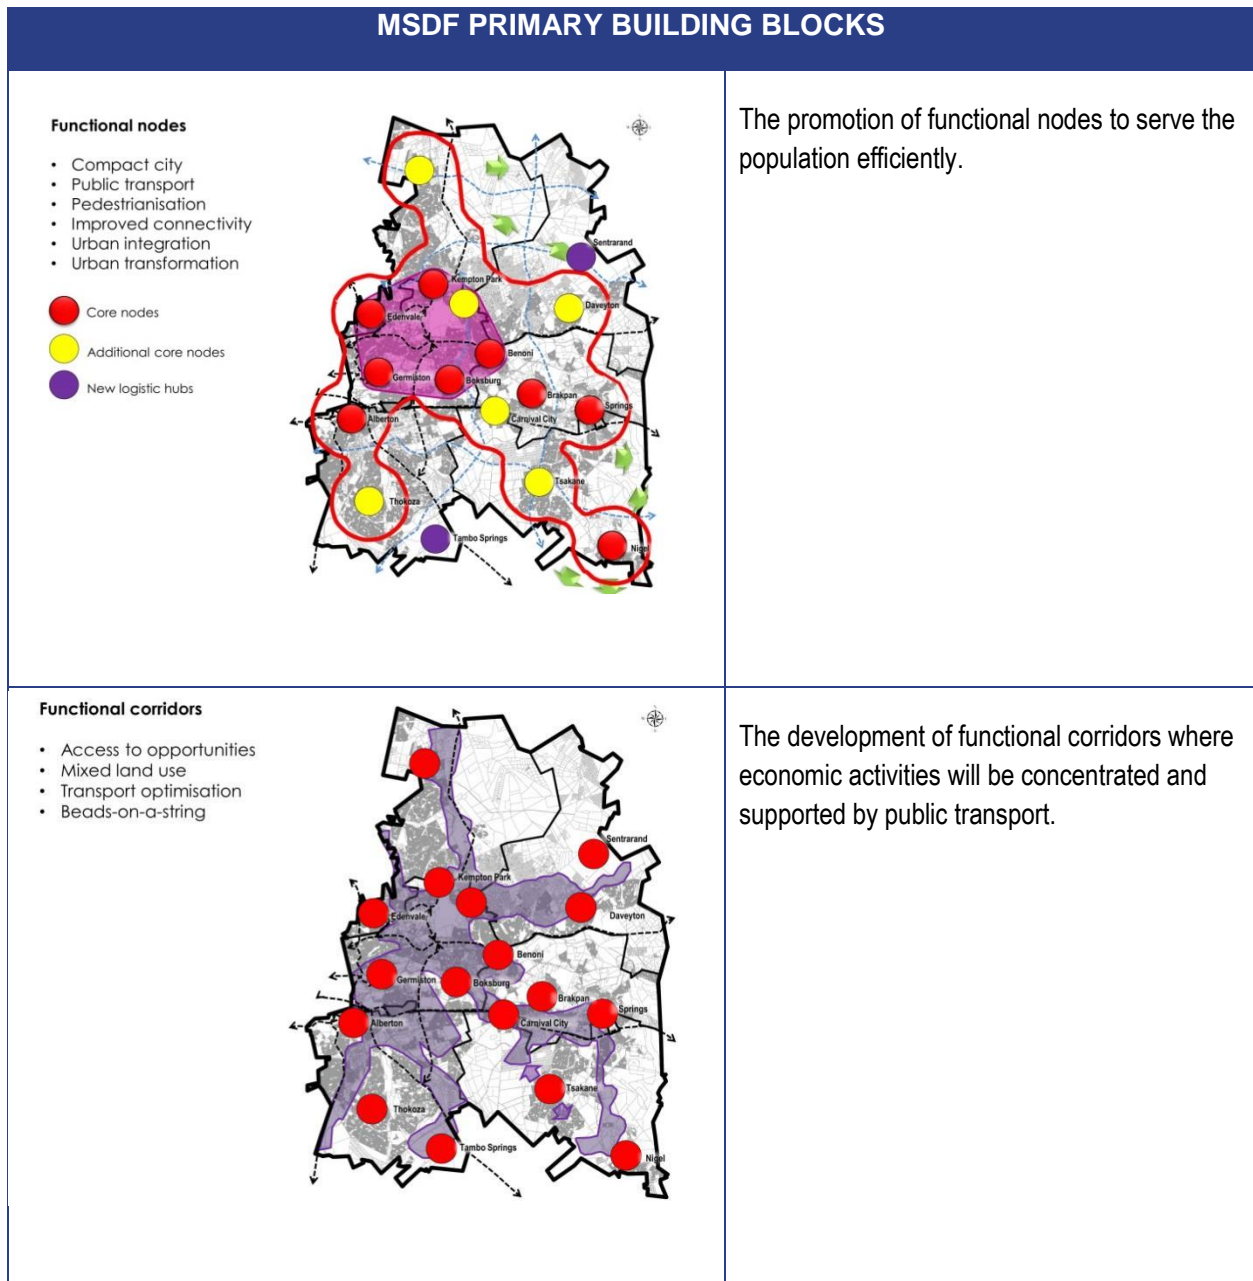 MSDF PRIMARY BUILDING BLOCKS
Functional nodes
• Compact city
• Public transport
• Pedestrianisation
• Improved connectivity
• Urban integration
• Urban transformation
Core nodes
Additional core nodes
New logistic hubs
Sentrarand
Kempton Park
Daveyton
Edenvale
Benoni
Germiston
Boksburg
Brakpan
Springs
Alberton
Carnival City
Tsakane
Thokoza
Tambo Springs
Nigel
The promotion of functional nodes to serve the
population efficiently.
Functional corridors
• Access to opportunities
• Mixed land use
• Transport optimisation
• Beads-on-a-string
Sentrarand
Kempton Park
Edenvale
Daveyton
Benoni
Germiston
Boksburg
Brakpan
Springs
Alberton
Carnival City
Tsakane
Thokoza
Tambo Springs
Nigel
The development of functional corridors where
economic activities will be concentrated and
supported by public transport.